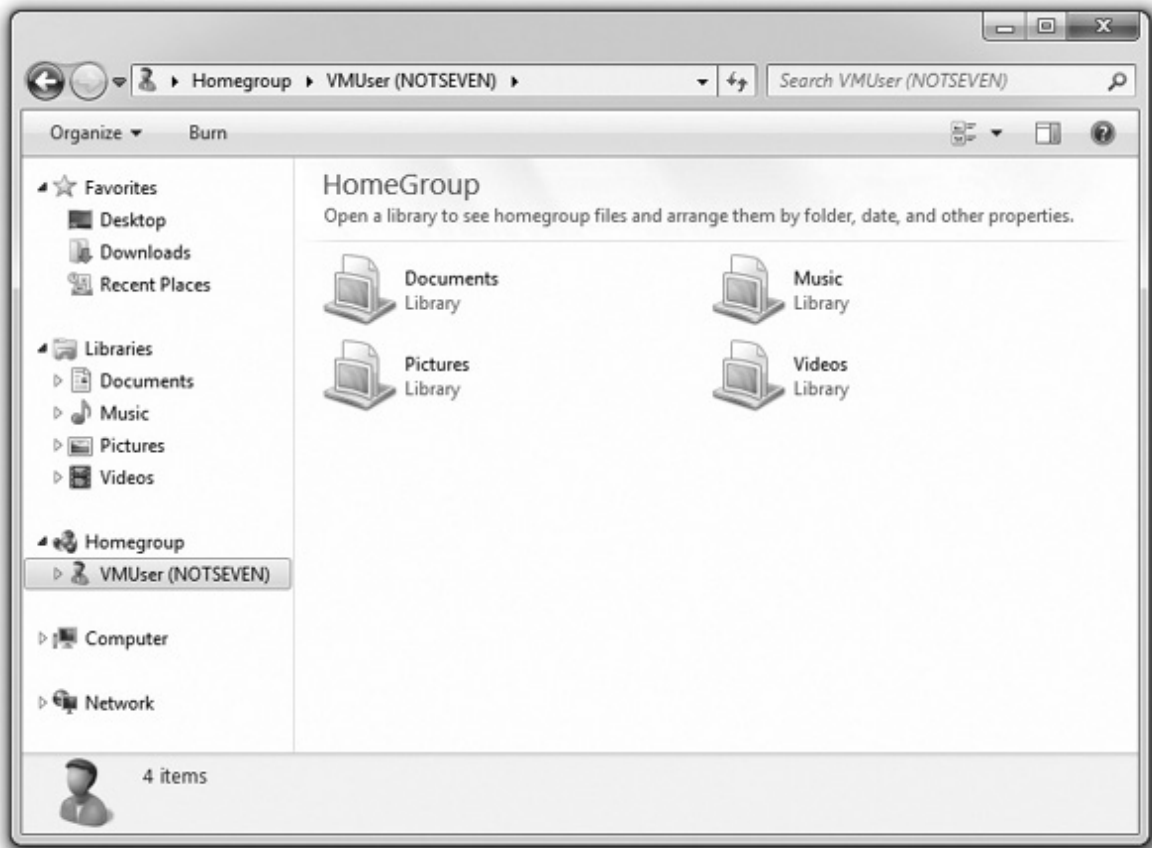 Homegroup VMUser (NOTSEVEN)
Search VMUser (NOTSEVEN)
Organize Burn
Favorites
Desktop
Downloads
Recent Places
Libraries
Documents
Music
Pictures
Videos
Homegroup
VMUser (NOTSEVEN)
Computer
Network
HomeGroup
Open a library to see homegroup files and arrange them by folder, date, and other properties.
Documents
Library
Music
Library
Pictures
Library
Videos
Library
4 items